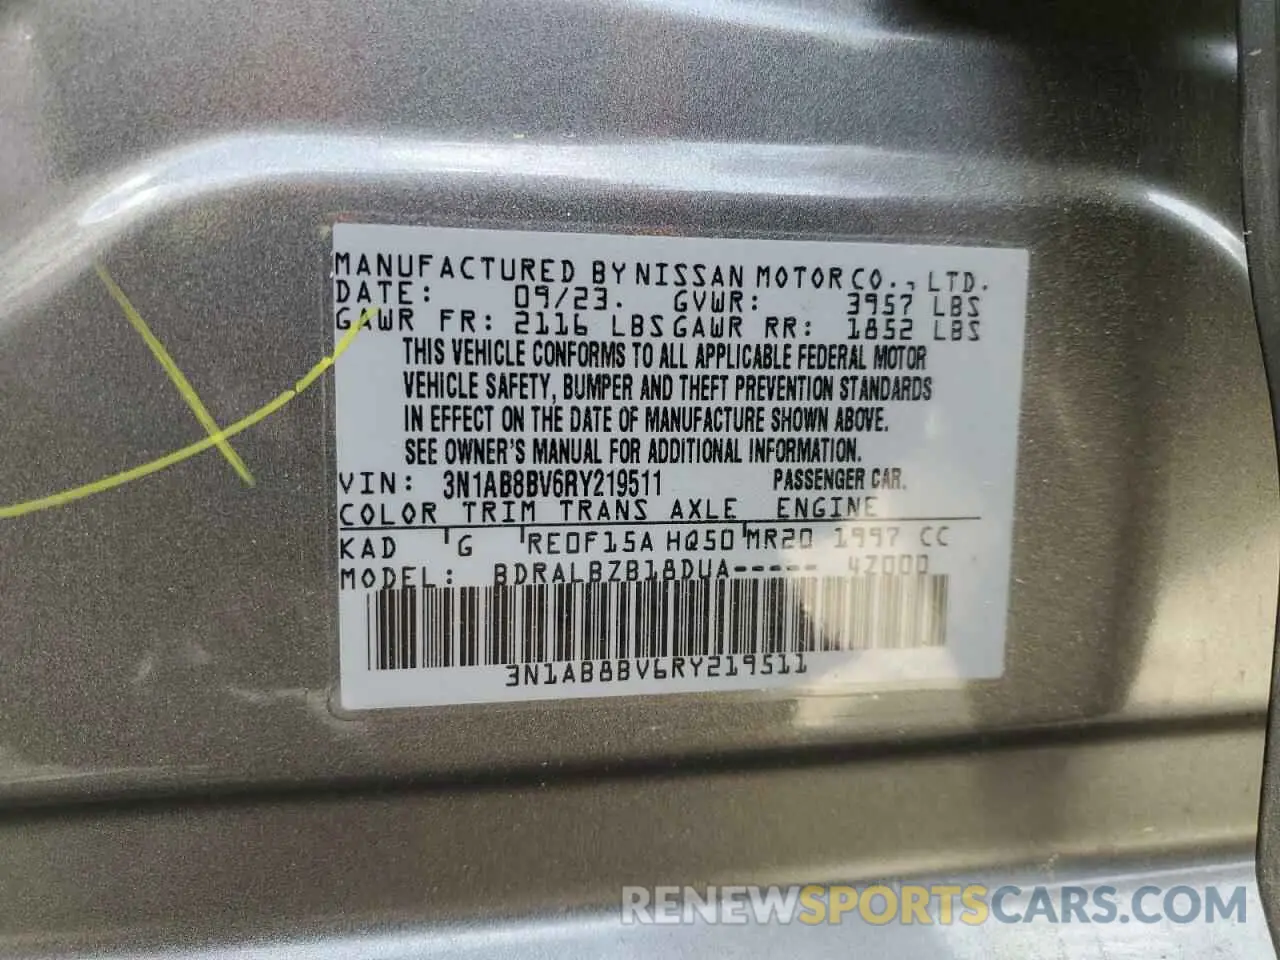 MANUFACTURED BY NISSAN MOTOR CO., LTD.
DATE: 09/23. GVWR: 3957 LBS
GAWR FR: 2116 LBS GAWR RR: 1852 LBS
THIS VEHICLE CONFORMS TO ALL APPLICABLE FEDERAL MOTOR
VEHICLE SAFETY, BUMPER AND THEFT PREVENTION STANDARDS
IN EFFECT ON THE DATE OF MANUFACTURE SHOWN ABOVE.
SEE OWNER'S MANUAL FOR ADDITIONAL INFORMATION.
VIN: 3N1AB8BV6RY219511 PASSENGER CAR.
COLOR TRIM TRANS AXLE ENGINE
KAD G RE0F15A HQ50 MR20 1997 CC
MODEL: BDRALBZB18DUA----- 42000
3N1AB8BV6RY219511
RENEWSPORTSCARS.COM